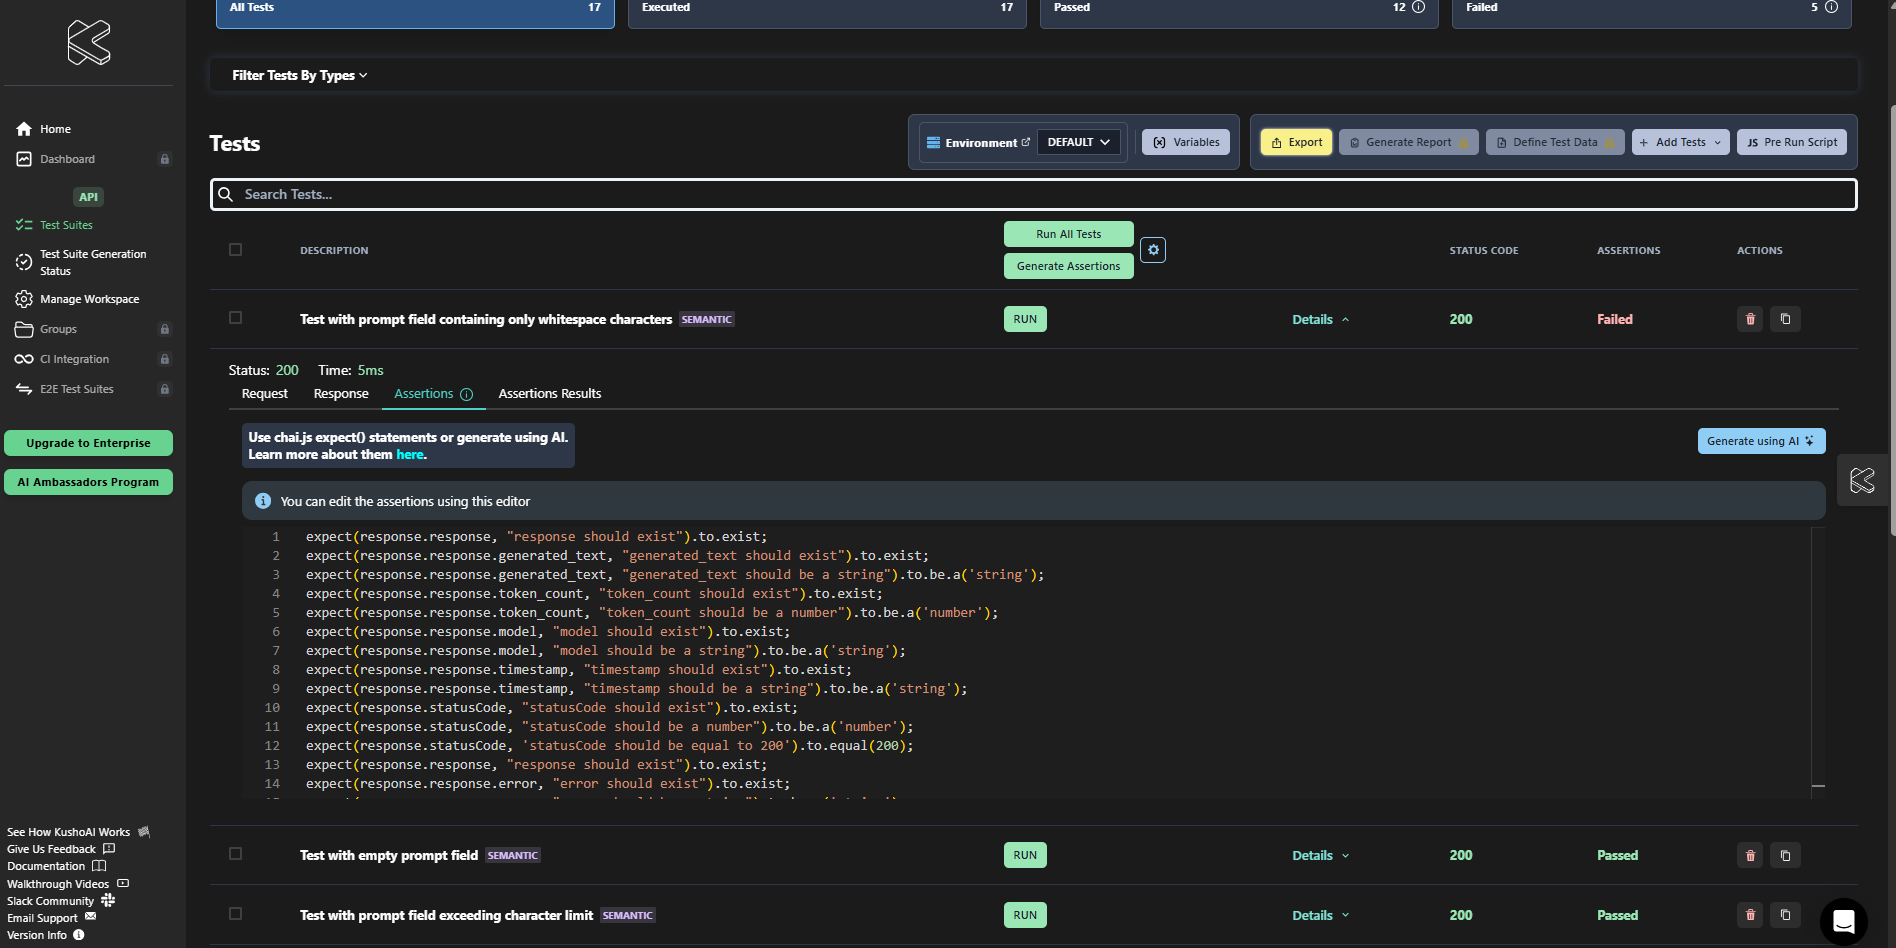 All Tests 17
Executed 17
Passed 12
Failed 5
Filter Tests By Types
Home
Dashboard
API
Test Suites
Test Suite Generation
Status
Manage Workspace
Groups
CI Integration
E2E Test Suites
Upgrade to Enterprise
AI Ambassadors Program
See How KushoAI Works
Give Us Feedback
Documentation
Walkthrough Videos
Slack Community
Email Support
Version Info
Tests
Environment DEFAULT
Variables
Export
Generate Report
Define Test Data
+ Add Tests
JS Pre Run Script
Search Tests...
DESCRIPTION
Run All Tests
Generate Assertions
STATUS CODE
ASSERTIONS
ACTIONS
Test with prompt field containing only whitespace characters SEMANTIC RUN Details 200 Failed
Status: 200 Time: 5ms
Request Response Assertions Assertions Results
Use chai.js expect() statements or generate using AI.
Learn more about them here.
Generate using AI
You can edit the assertions using this editor
1 expect(response.response, "response should exist").to.exist;
2 expect(response.response.generated_text, "generated_text should exist").to.exist;
3 expect(response.response.generated_text, "generated_text should be a string").to.be.a('string');
4 expect(response.response.token_count, "token_count should exist").to.exist;
5 expect(response.response.token_count, "token_count should be a number").to.be.a('number');
6 expect(response.response.model, "model should exist").to.exist;
7 expect(response.response.model, "model should be a string").to.be.a('string');
8 expect(response.response.timestamp, "timestamp should exist").to.exist;
9 expect(response.response.timestamp, "timestamp should be a string").to.be.a('string');
10 expect(response.statusCode, "statusCode should exist").to.exist;
11 expect(response.statusCode, "statusCode should be a number").to.be.a('number');
12 expect(response.statusCode, 'statusCode should be equal to 200').to.equal(200);
13 expect(response.response, "response should exist").to.exist;
14 expect(response.response.error, "error should exist").to.exist;
Test with empty prompt field SEMANTIC RUN Details 200 Passed
Test with prompt field exceeding character limit SEMANTIC RUN Details 200 Passed